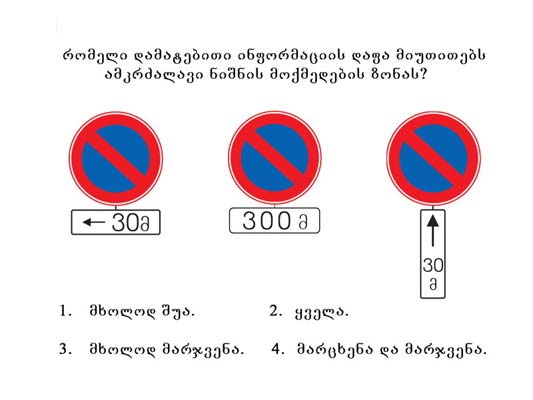 რომელი დამატებითი ინფორმაციის დაფა მიუთითებს
ამკრძალავი ნიშნის მოქმედების ზონას?
← 30მ
300 მ
↑
30
მ
1. მხოლოდ შუა.
2. ყველა.
3. მხოლოდ მარჯვენა.
4. მარცხენა და მარჯვენა.